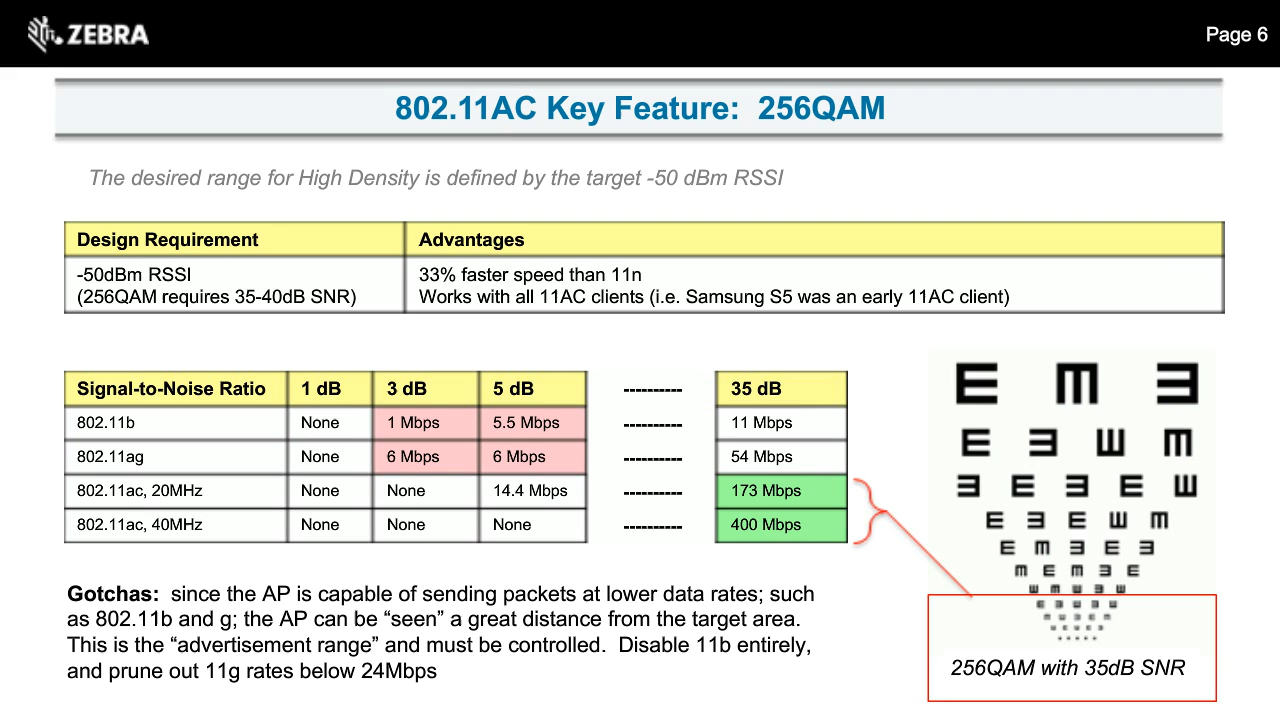 ZEBRA
Page 6
802.11AC Key Feature: 256QAM
The desired range for High Density is defined by the target -50 dBm RSSI
Design Requirement Advantages
-50dBm RSSI 33% faster speed than 11n
(256QAM requires 35-40dB SNR) Works with all 11AC clients (i.e. Samsung S5 was an early 11AC client)
Signal-to-Noise Ratio 1 dB 3 dB 5 dB ---------- 35 dB
802.11b None 1 Mbps 5.5 Mbps ---------- 11 Mbps
802.11ag None 6 Mbps 6 Mbps ---------- 54 Mbps
802.11ac, 20MHz None None 14.4 Mbps ---------- 173 Mbps
802.11ac, 40MHz None None None ---------- 400 Mbps
Gotchas: since the AP is capable of sending packets at lower data rates; such
as 802.11b and g; the AP can be “seen” a great distance from the target area.
This is the “advertisement range” and must be controlled. Disable 11b entirely,
and prune out 11g rates below 24Mbps
256QAM with 35dB SNR